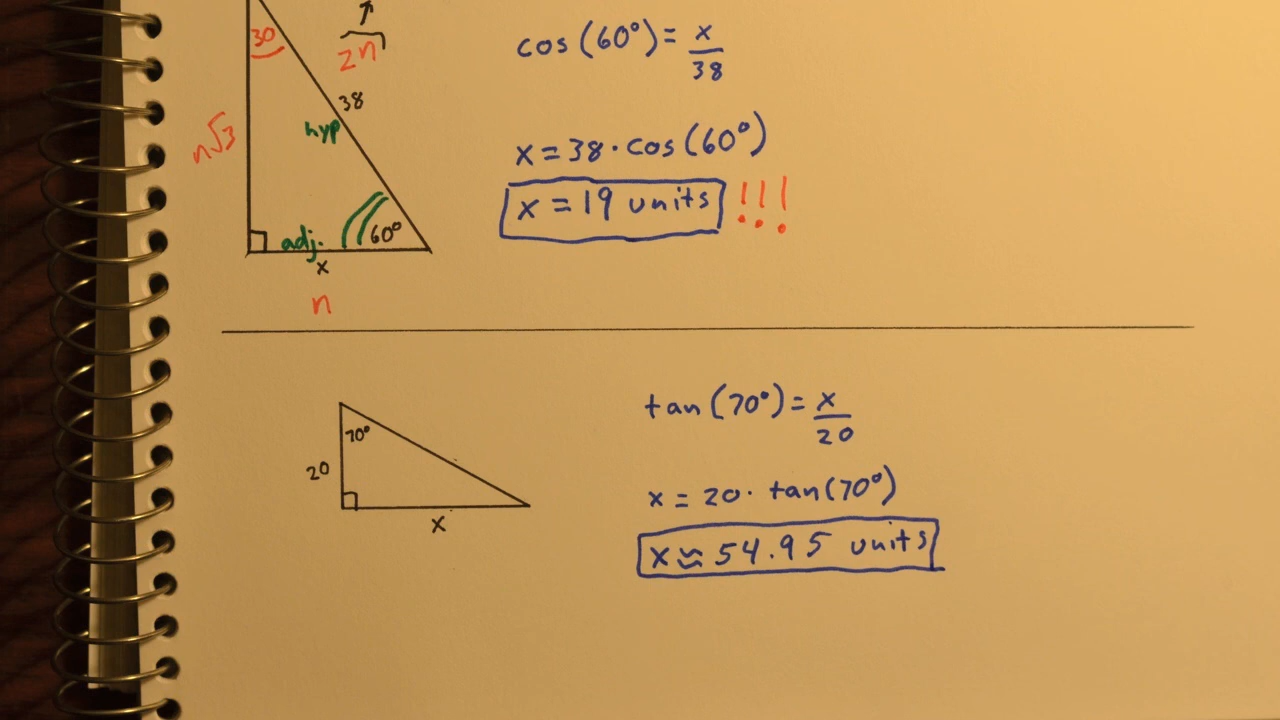 30
2n
38
hyp
n√3
adj.
60°
x
n
cos(60°) = x/38
x = 38 · cos(60°)
x = 19 units !!!
70°
20
x
tan(70°) = x/20
x = 20 · tan(70°)
x ≈ 54.95 units